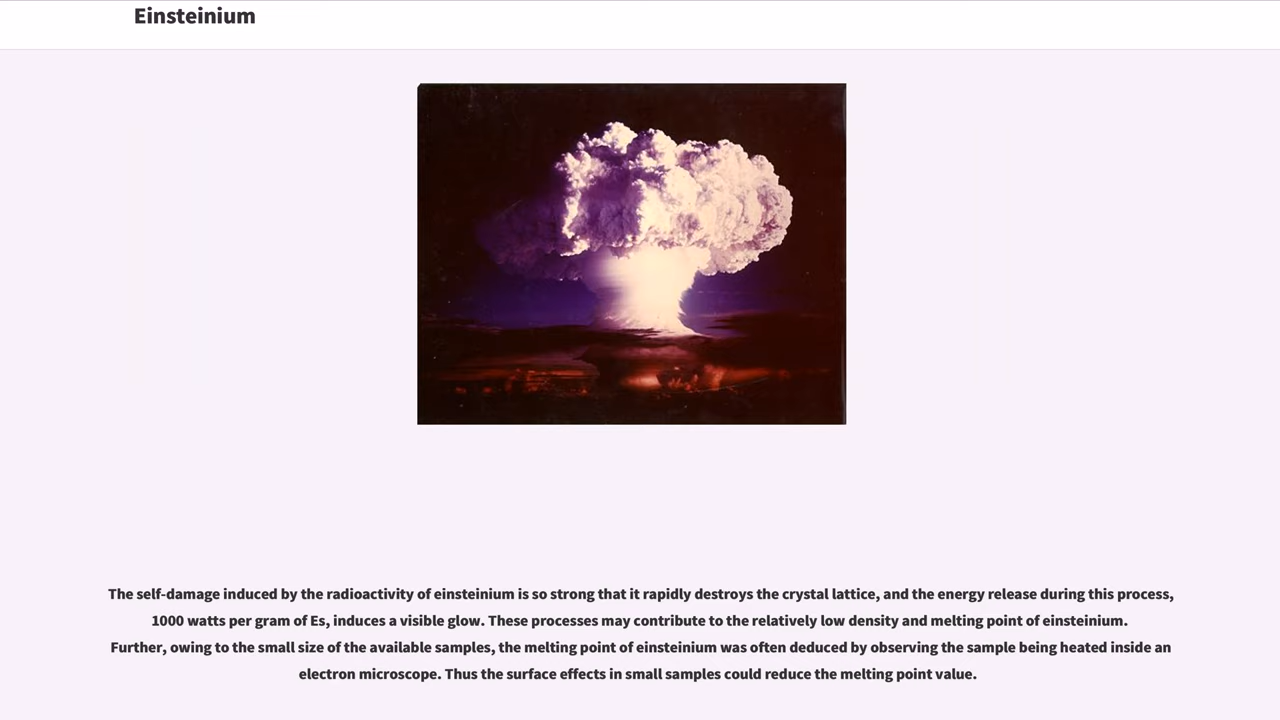 Einsteinium
The self-damage induced by the radioactivity of einsteinium is so strong that it rapidly destroys the crystal lattice, and the energy release during this process,
1000 watts per gram of Es, induces a visible glow. These processes may contribute to the relatively low density and melting point of einsteinium.
Further, owing to the small size of the available samples, the melting point of einsteinium was often deduced by observing the sample being heated inside an
electron microscope. Thus the surface effects in small samples could reduce the melting point value.